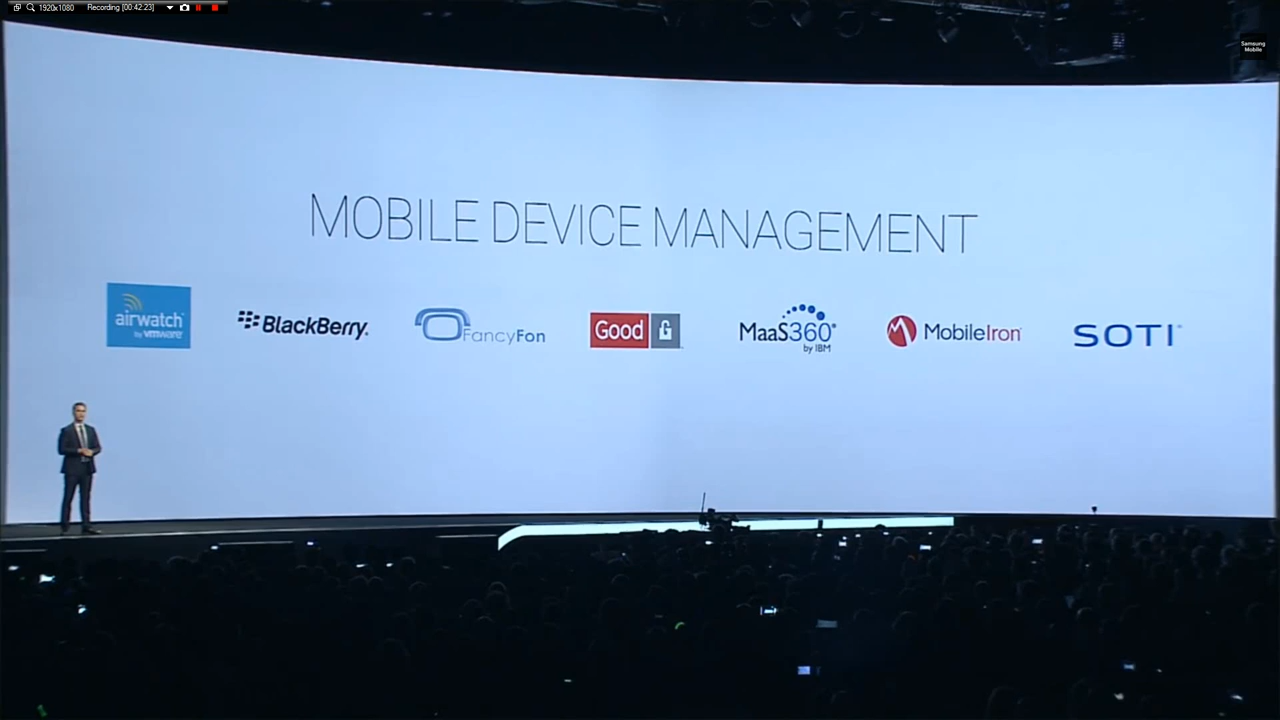 1920x1080 Recording [00:42:23]
Samsung
Mobile
MOBILE DEVICE MANAGEMENT
airwatch
by vmware
BlackBerry.
FancyFon
Good
MaaS360
by IBM
MobileIron
SOTI